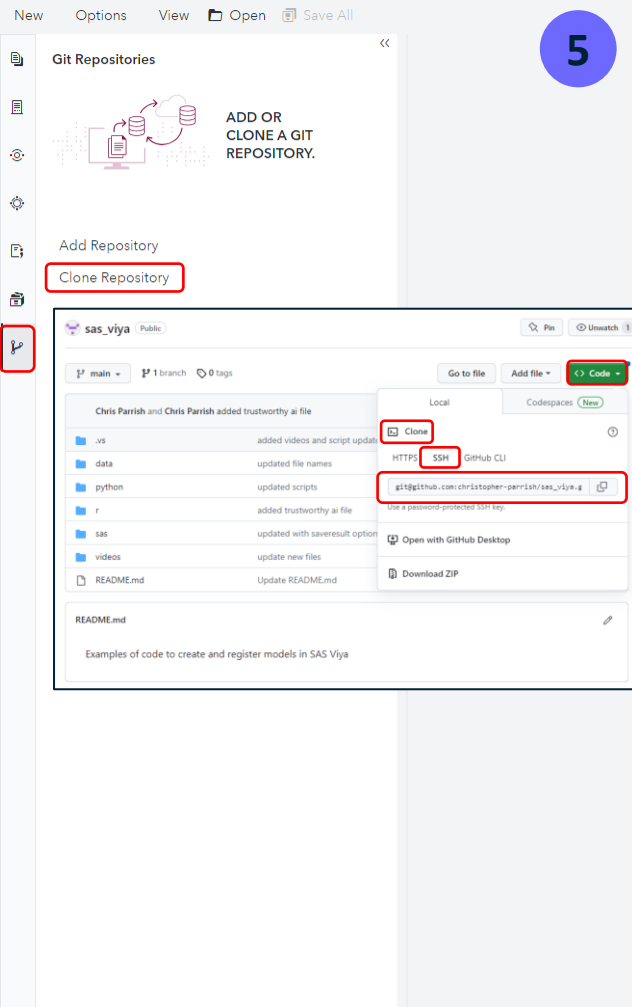 New Options View Open Save All
5
Git Repositories
ADD OR
CLONE A GIT
REPOSITORY.
Add Repository
Clone Repository
sas_viya Public Pin Unwatch 1
main 1 branch 0 tags Go to file Add file Code
Local Codespaces New
Chris Parrish and Chris Parrish added trustworthy ai file
Clone
.vs added videos and script update
HTTPS SSH GitHub CLI
data updated file names
python updated scripts
git@github.com:christopher-parrish/sas_viya.g
r added trustworthy ai file
Use a password-protected SSH key.
sas updated with saveresult option
Open with GitHub Desktop
videos update new files
README.md Update README.md
Download ZIP
README.md
Examples of code to create and register models in SAS Viya